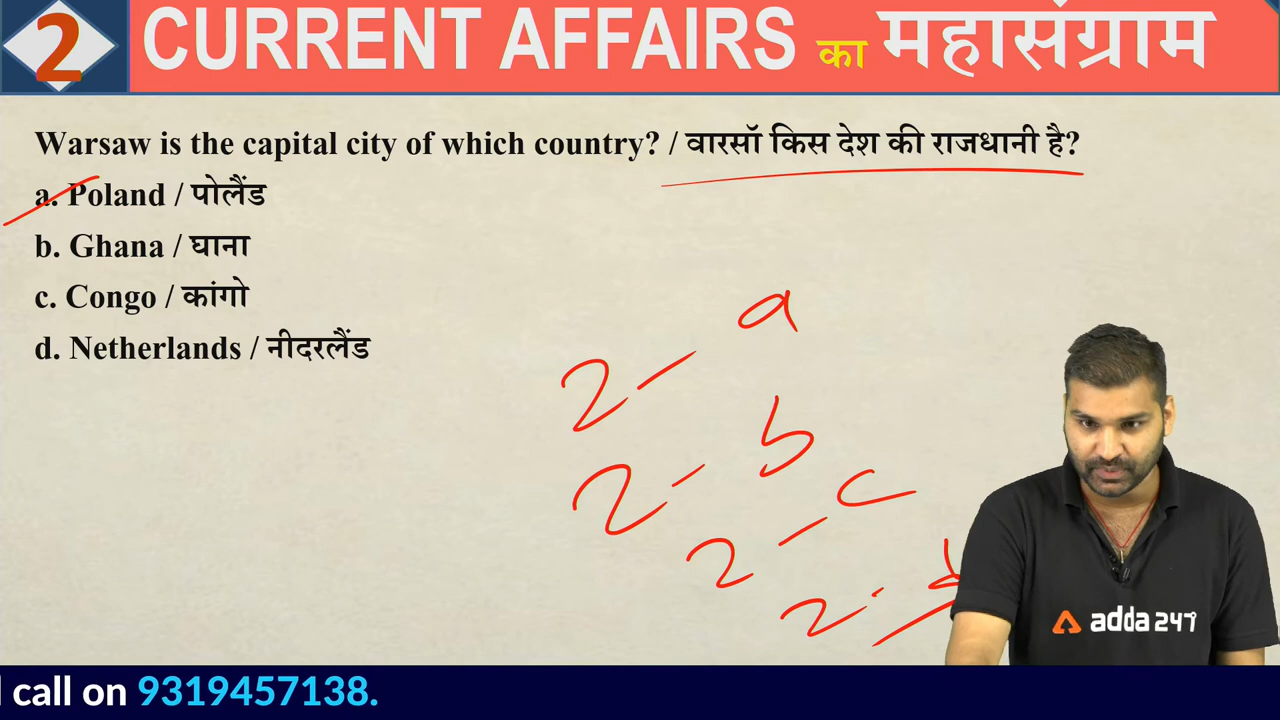 2
CURRENT AFFAIRS का महासंग्राम
Warsaw is the capital city of which country? / वारसॉ किस देश की राजधानी है?
a. Poland / पोलैंड
b. Ghana / घाना
c. Congo / कांगो
d. Netherlands / नीदरलैंड
2 - a
2 - b
2 - c
2 - d
adda 247
call on 9319457138.